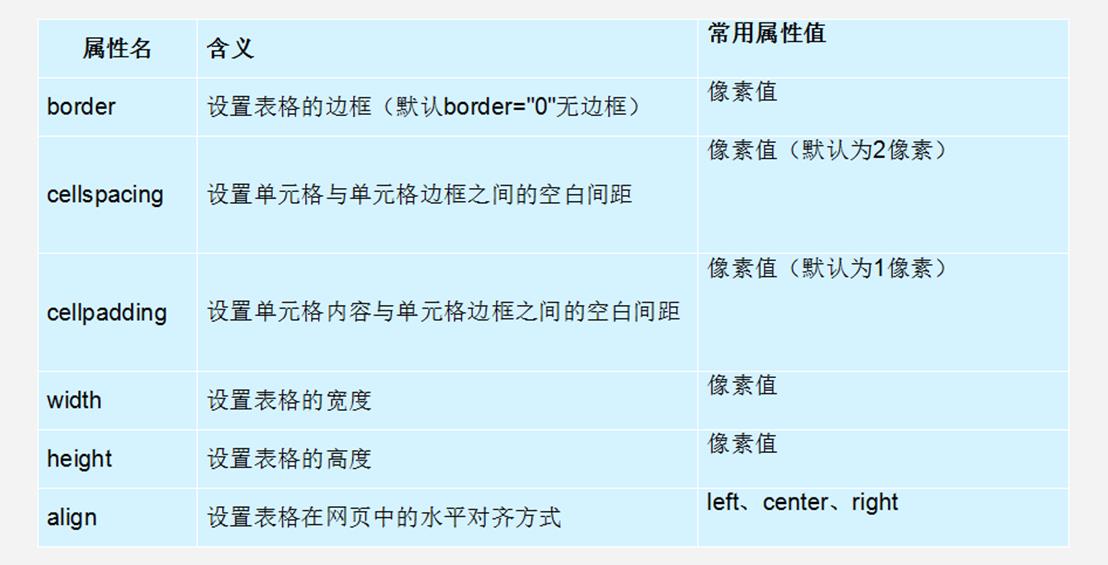 属性名 含义 常用属性值
border 设置表格的边框（默认border="0"无边框） 像素值
cellspacing 设置单元格与单元格边框之间的空白间距 像素值（默认为2像素）
cellpadding 设置单元格内容与单元格边框之间的空白间距 像素值（默认为1像素）
width 设置表格的宽度 像素值
height 设置表格的高度 像素值
align 设置表格在网页中的水平对齐方式 left、center、right